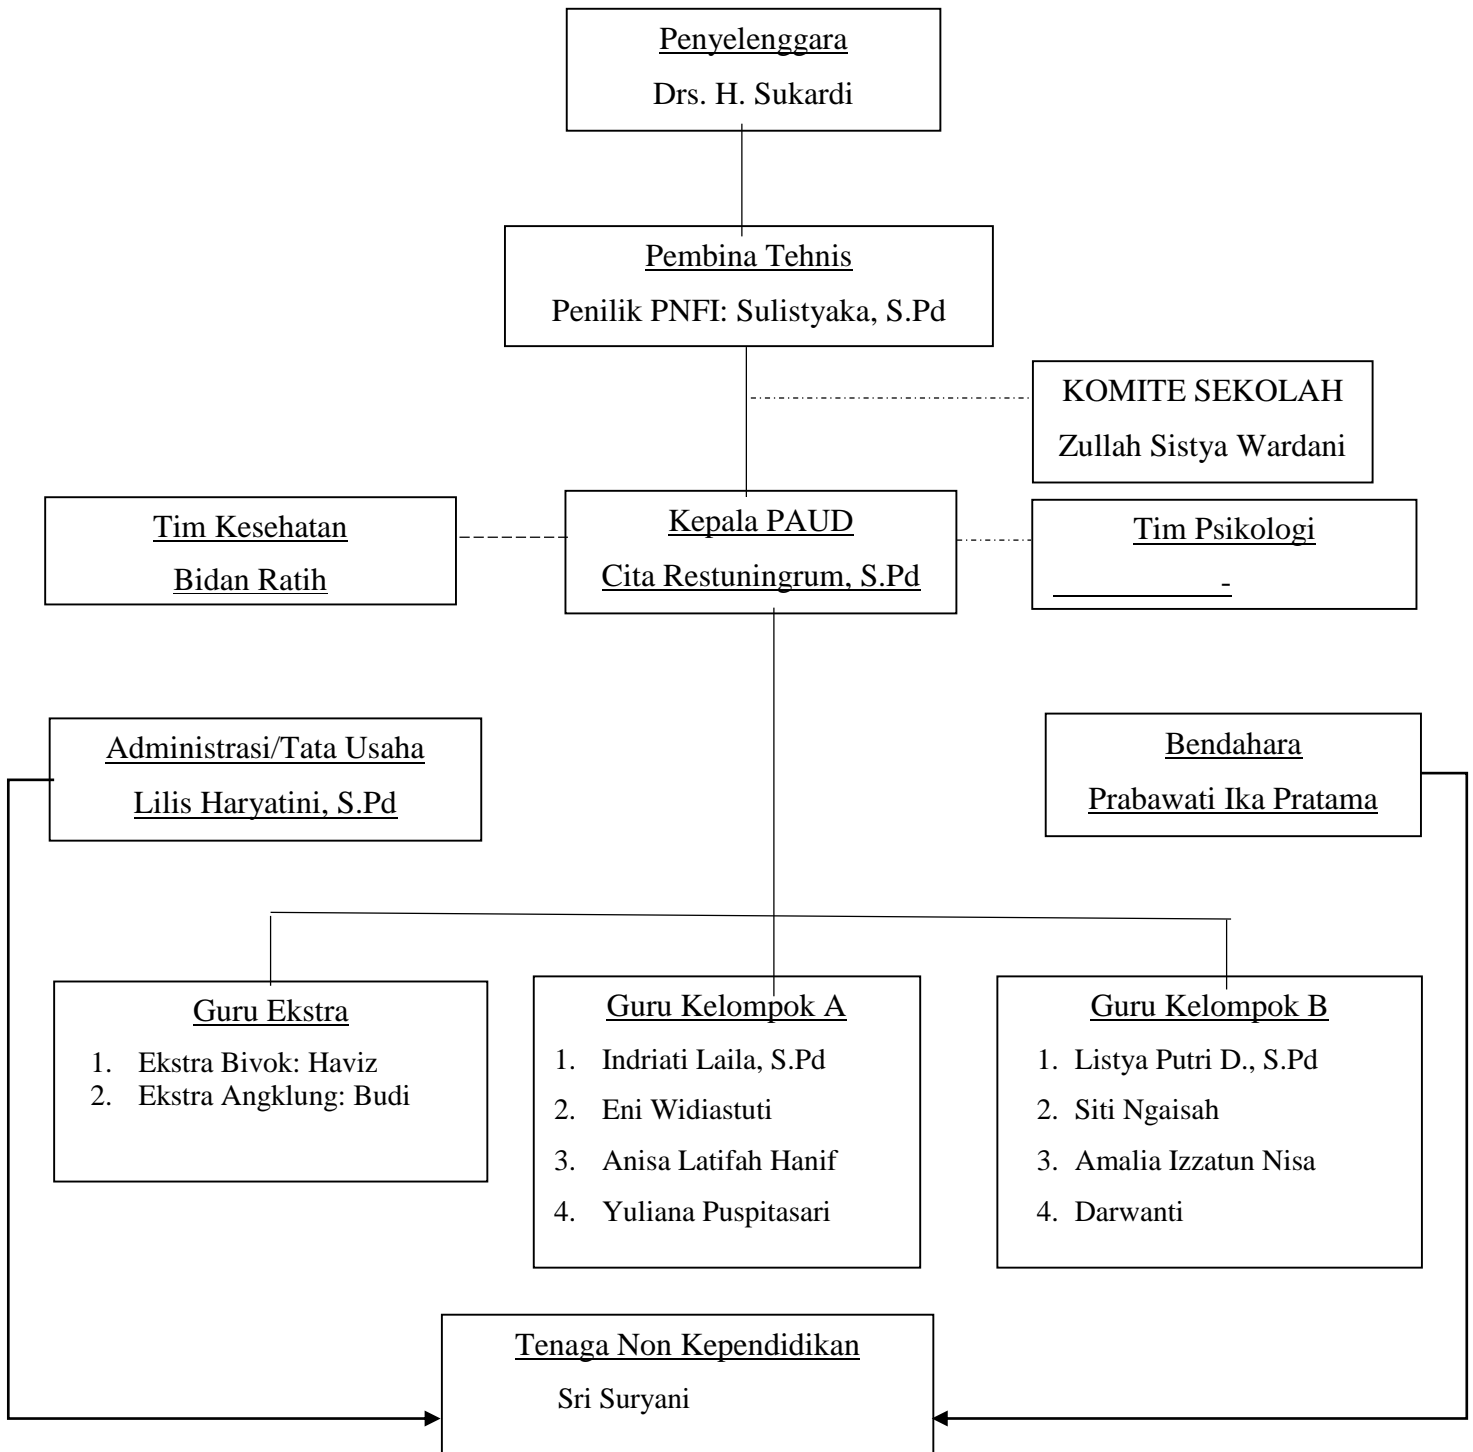 Penyelenggara
Drs. H. Sukardi
Pembina Tehnis
Penilik PNFI: Sulistyaka, S.Pd
KOMITE SEKOLAH
Zullah Sistya Wardani
Tim Kesehatan
Bidan Ratih
Kepala PAUD
Cita Restuningrum, S.Pd
Tim Psikologi
-
Administrasi/Tata Usaha
Lilis Haryatini, S.Pd
Bendahara
Prabawati Ika Pratama
Guru Ekstra
1. Ekstra Bivok: Haviz
2. Ekstra Angklung: Budi
Guru Kelompok A
1. Indriati Laila, S.Pd
2. Eni Widiastuti
3. Anisa Latifah Hanif
4. Yuliana Puspitasari
Guru Kelompok B
1. Listya Putri D., S.Pd
2. Siti Ngaisah
3. Amalia Izzatun Nisa
4. Darwanti
Tenaga Non Kependidikan
Sri Suryani